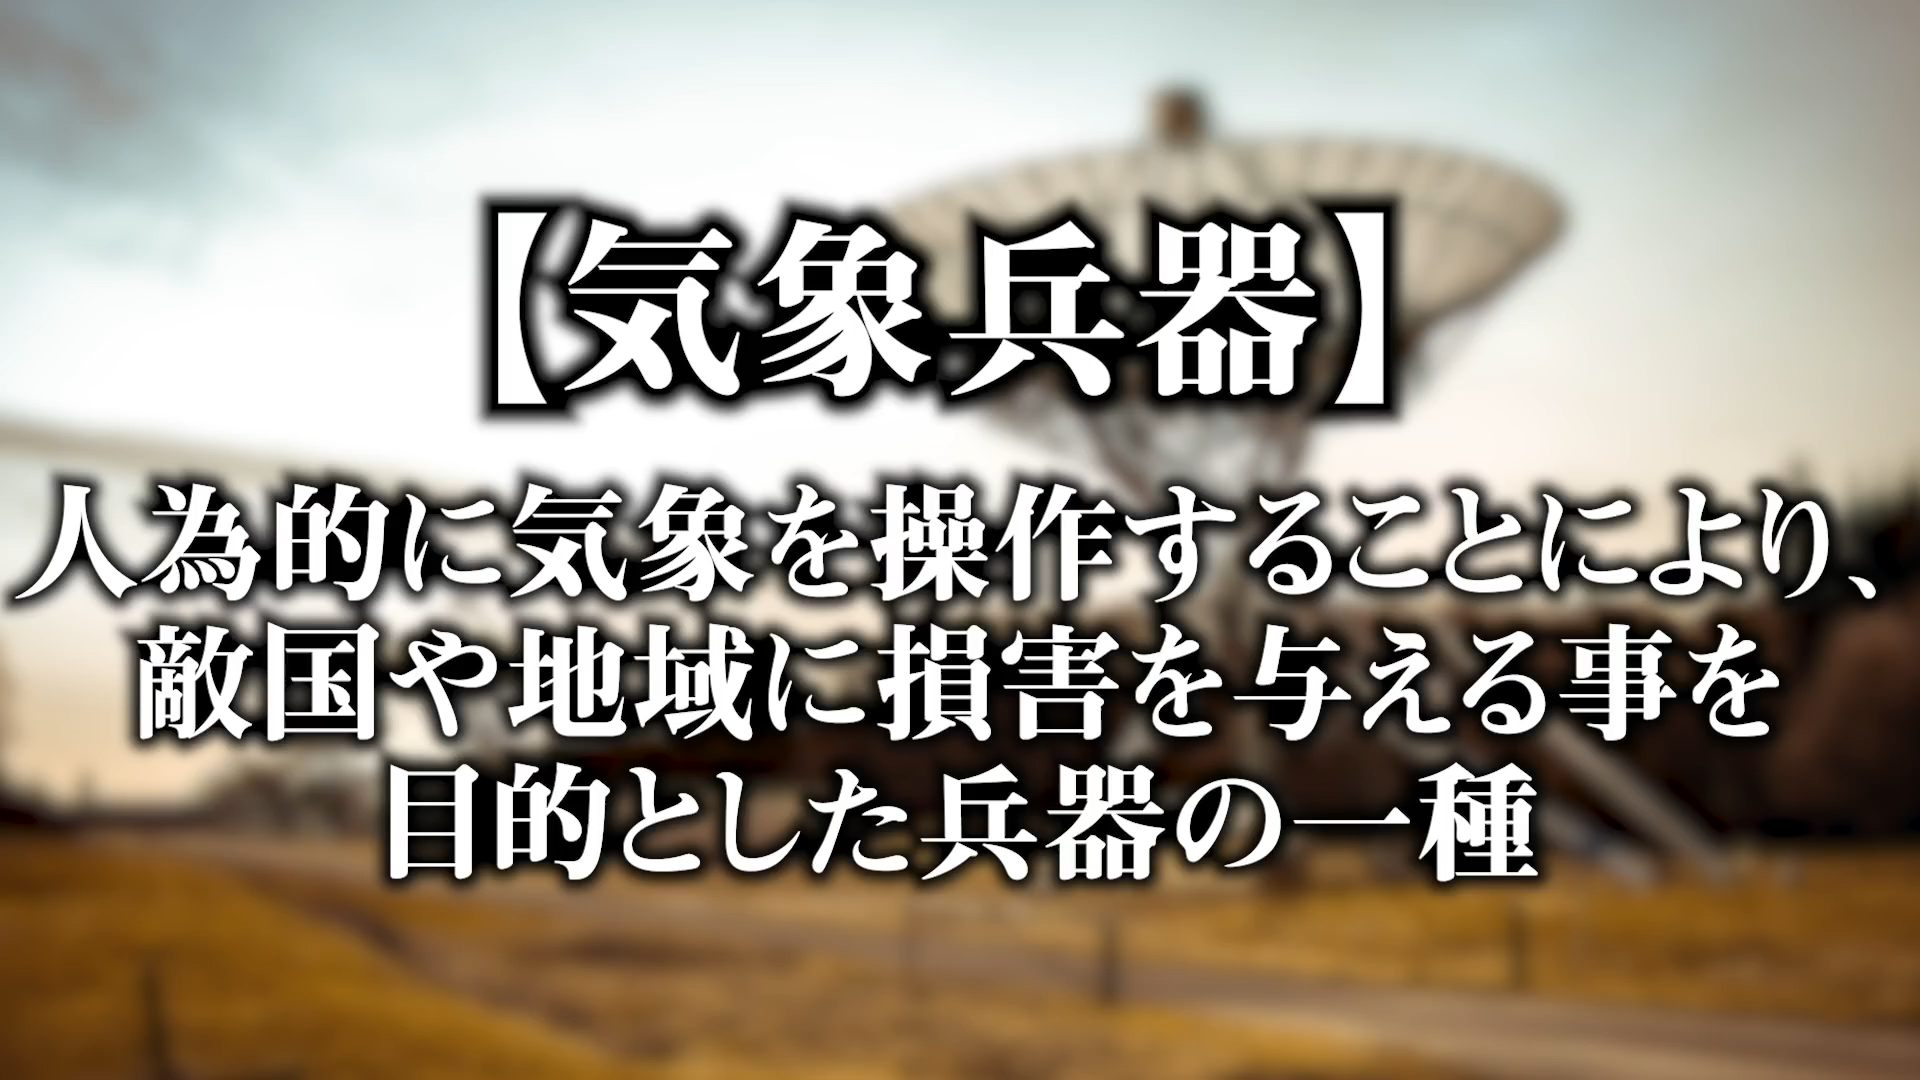 【気象兵器】
人為的に気象を操作することにより、
敵国や地域に損害を与える事を
目的とした兵器の一種